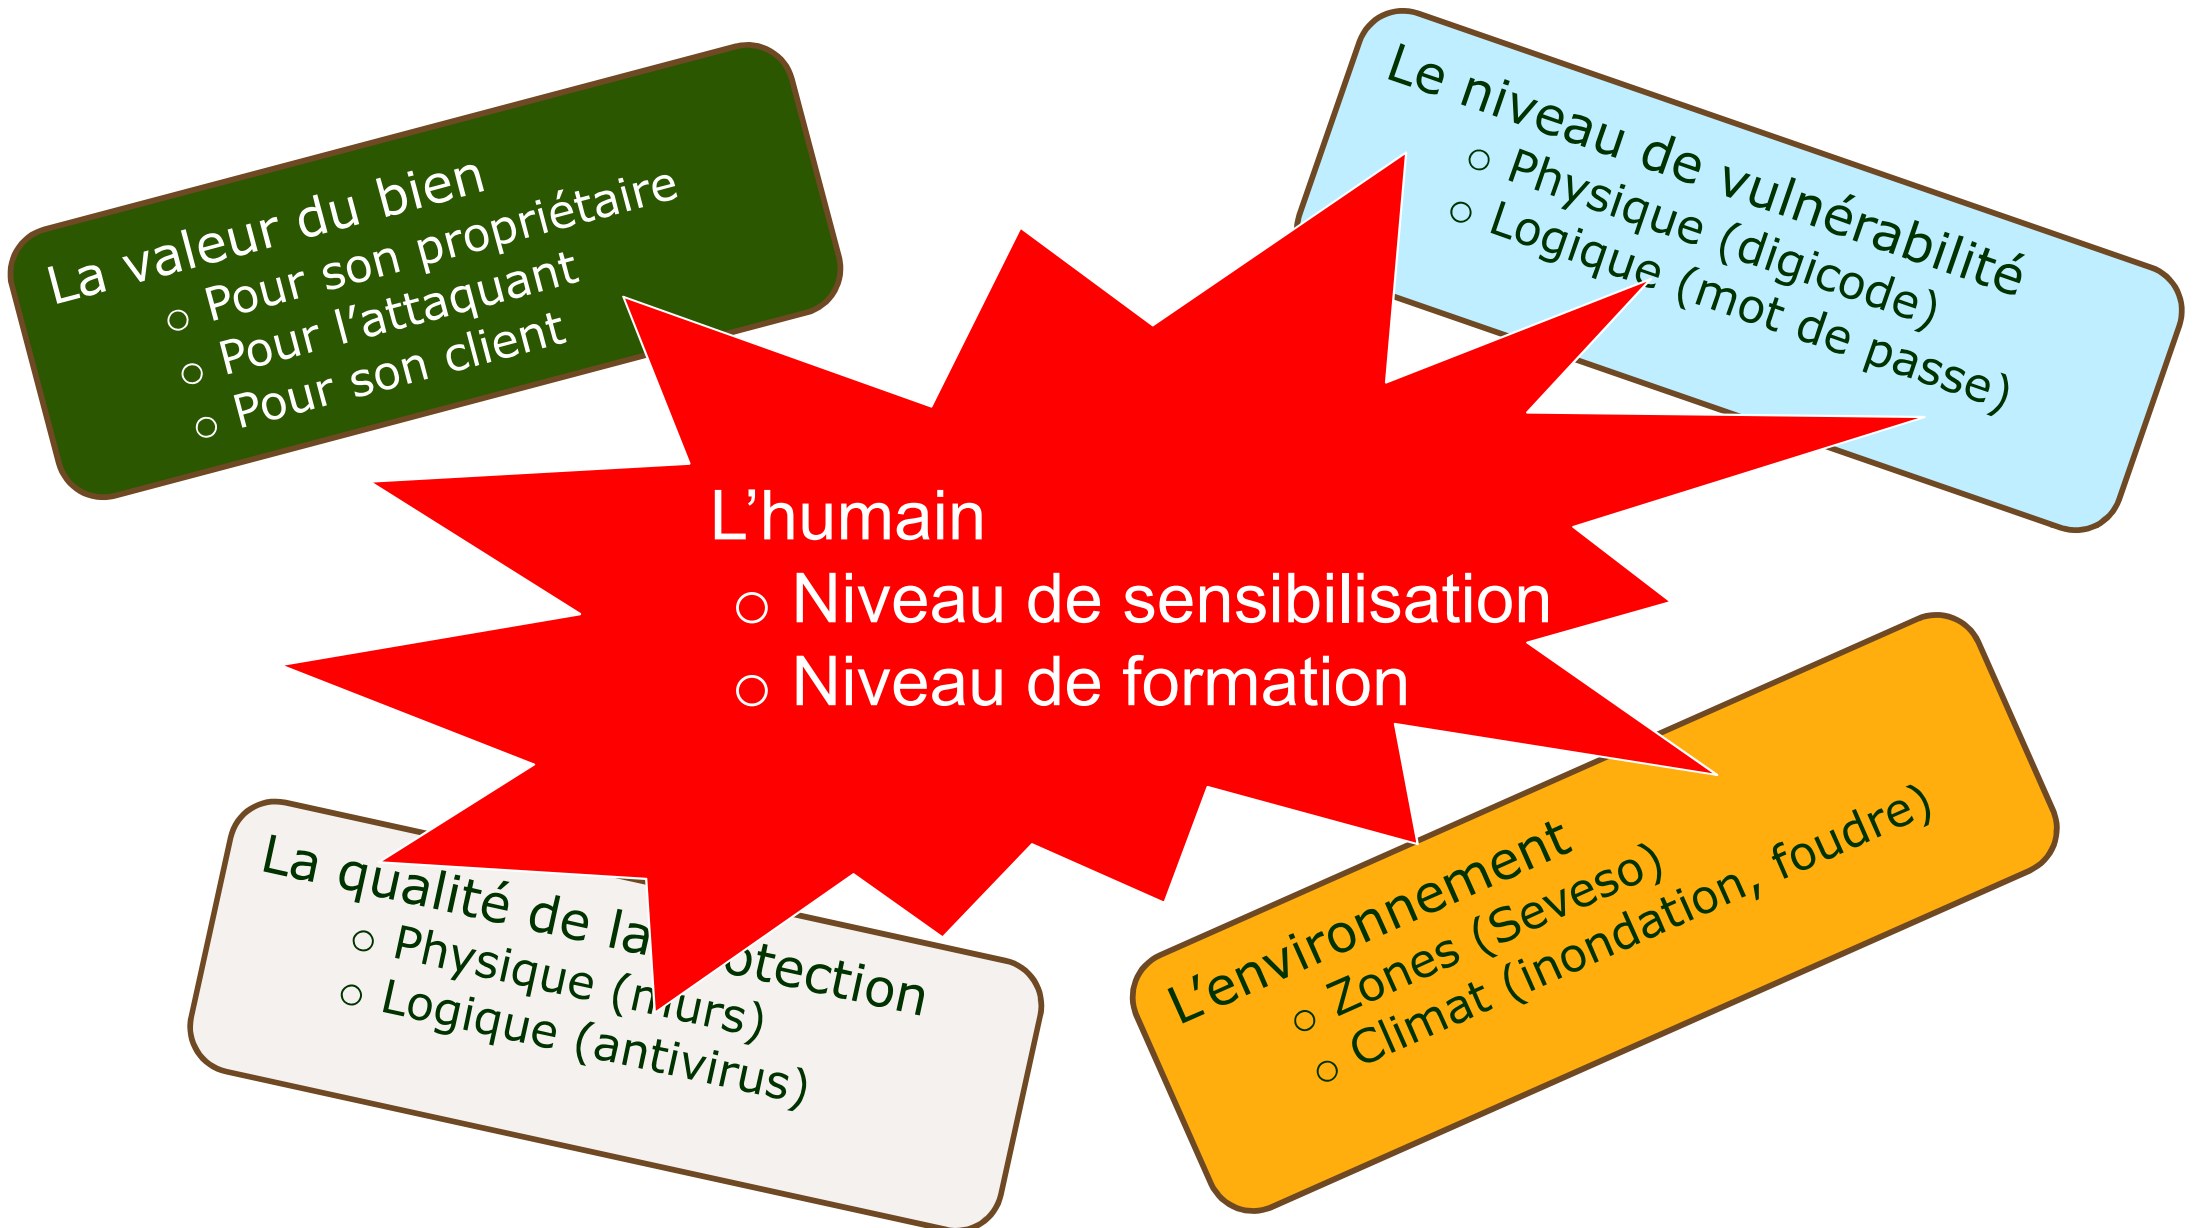 La valeur du bien
○ Pour son propriétaire
○ Pour l’attaquant
○ Pour son client
Le niveau de vulnérabilité
○ Physique (digicode)
○ Logique (mot de passe)
L’humain
○ Niveau de sensibilisation
○ Niveau de formation
La qualité de la otection
○ Physique (murs)
○ Logique (antivirus)
L’environnement
○ Zones (Seveso)
○ Climat (inondation, foudre)